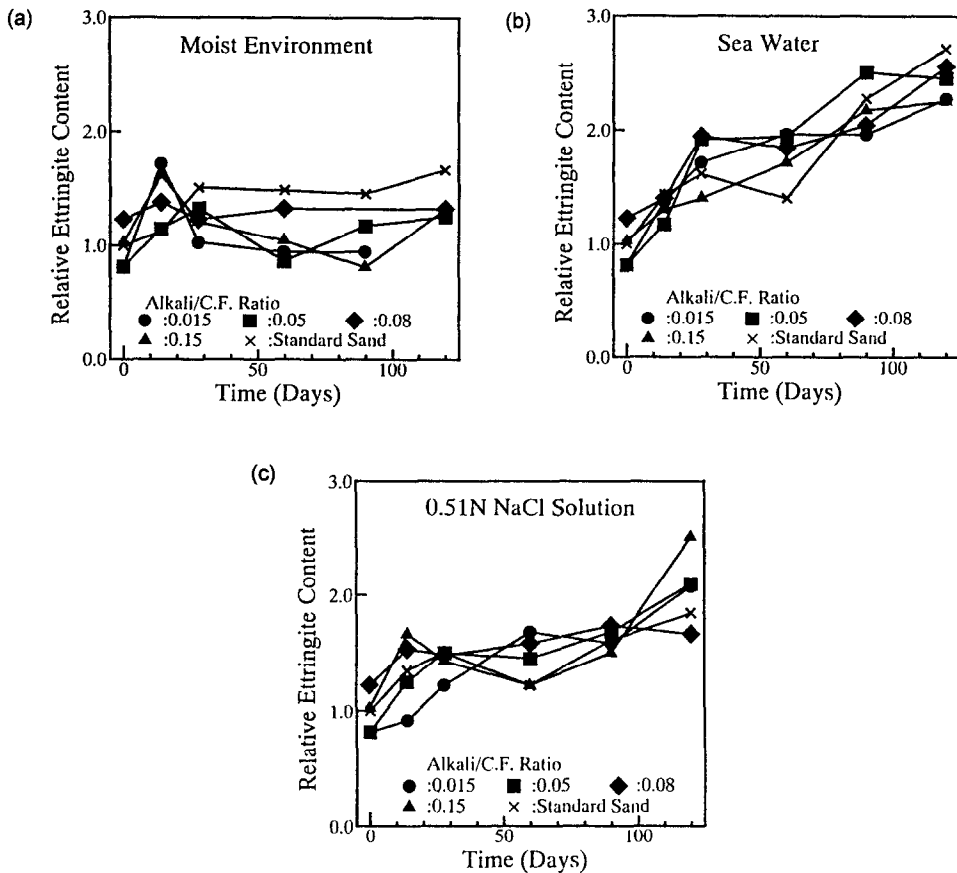 (a)
3.0
Moist Environment
2.0
1.0
0.0
Relative Ettringite Content
Alkali/C.F. Ratio
:0.015 :0.05 :0.08
:0.15 :Standard Sand
0 50 100
Time (Days)
(b)
3.0
Sea Water
2.0
1.0
0.0
Relative Ettringite Content
Alkali/C.F. Ratio
:0.015 :0.05 :0.08
:0.15 :Standard Sand
0 50 100
Time (Days)
(c)
3.0
0.51N NaCl Solution
2.0
1.0
0.0
Relative Ettringite Content
Alkali/C.F. Ratio
:0.015 :0.05 :0.08
:0.15 :Standard Sand
0 50 100
Time (Days)